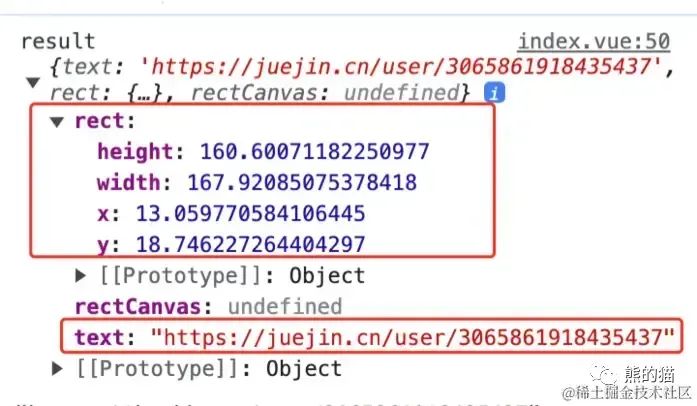 result index.vue:50
{text: 'https://juejin.cn/user/3065861918435437',
rect: {…}, rectCanvas: undefined} i
rect:
height: 160.60071182250977
width: 167.92085075378418
x: 13.059770584106445
y: 18.746227264404297
[[Prototype]]: Object
rectCanvas: undefined
text: "https://juejin.cn/user/3065861918435437"
[[Prototype]]: Object
熊的猫
@稀土掘金技术社区